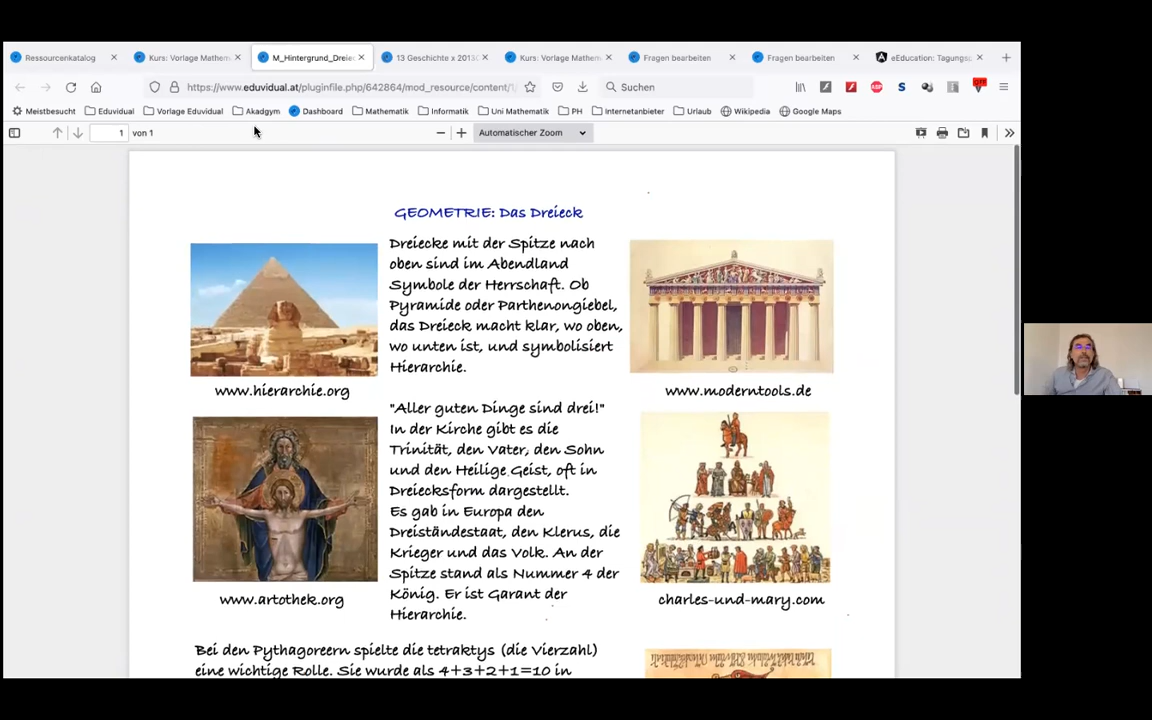 Ressourcenkatalog
Kurs: Vorlage Mathem
M_Hintergrund_Dreie
13 Geschichte x 2013
Kurs: Vorlage Mathem
Fragen bearbeiten
Fragen bearbeiten
eEducation: Tagungs
https://www.eduvidual.at/pluginfile.php/642864/mod_resource/content/1
Suchen
ABP
S
OFF
Meistbesucht
Eduvidual
Vorlage Eduvidual
Akadgym
Dashboard
Mathematik
Informatik
Uni Mathematik
PH
Internetanbieter
Urlaub
Wikipedia
Google Maps
1 von 1
Automatischer Zoom
GEOMETRIE: Das Dreieck
Dreiecke mit der Spitze nach
oben sind im Abendland
Symbole der Herrschaft. Ob
Pyramide oder Parthenongiebel,
das Dreieck macht klar, wo oben,
wo unten ist, und symbolisiert
Hierarchie.
www.hierarchie.org
www.moderntools.de
"Aller guten Dinge sind drei!"
In der Kirche gibt es die
Trinität, den Vater, den Sohn
und den Heilige Geist, oft in
Dreiecksform dargestellt.
Es gab in Europa den
Dreiständestaat, den Klerus, die
Krieger und das Volk. An der
Spitze stand als Nummer 4 der
König. Er ist Garant der
Hierarchie.
www.artothek.org
charles-und-mary.com
Bei den Pythagoreern spielte die tetraktys (die Vierzahl)
eine wichtige Rolle. Sie wurde als 4+3+2+1=10 in